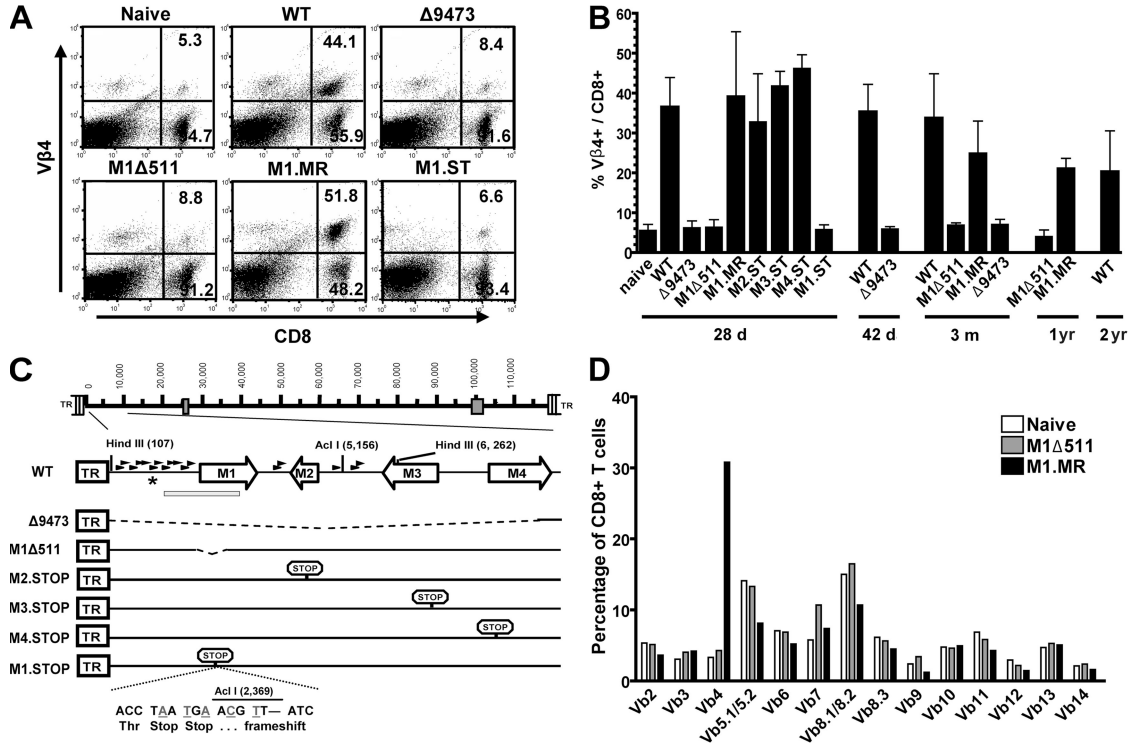 A
Naive
WT
Δ9473
5.3
44.1
8.4
94.7
55.9
91.6
M1Δ511
M1.MR
M1.ST
8.8
51.8
6.6
91.2
48.2
93.4
Vβ4
CD8
B
% Vβ4+ / CD8+
60
50
40
30
20
10
0
naive
WT
Δ9473
M1Δ511
M1.MR
M2.ST
M3.ST
M4.ST
M1.ST
WT
Δ9473
WT
M1Δ511
M1.MR
Δ9473
M1Δ511
M1.MR
WT
28 d
42 d
3 m
1yr
2yr
C
0
10,000
20,000
30,000
40,000
50,000
60,000
70,000
80,000
90,000
100,000
110,000
TR
TR
Hind III (107)
Acl I (5,156)
Hind III (6, 262)
WT
TR
M1
M2
M3
M4
*
Δ9473
TR
M1Δ511
TR
M2.STOP
TR
STOP
M3.STOP
TR
STOP
M4.STOP
TR
STOP
M1.STOP
TR
STOP
Acl I (2,369)
ACC TAA TGA ACG TT— ATC
Thr Stop Stop . . . frameshift
D
Percentage of CD8+ T cells
40
30
20
10
0
Naive
M1Δ511
M1.MR
Vb2
Vb3
Vb4
Vb5.1/5.2
Vb6
Vb7
Vb8.1/8.2
Vb8.3
Vb9
Vb10
Vb11
Vb12
Vb13
Vb14